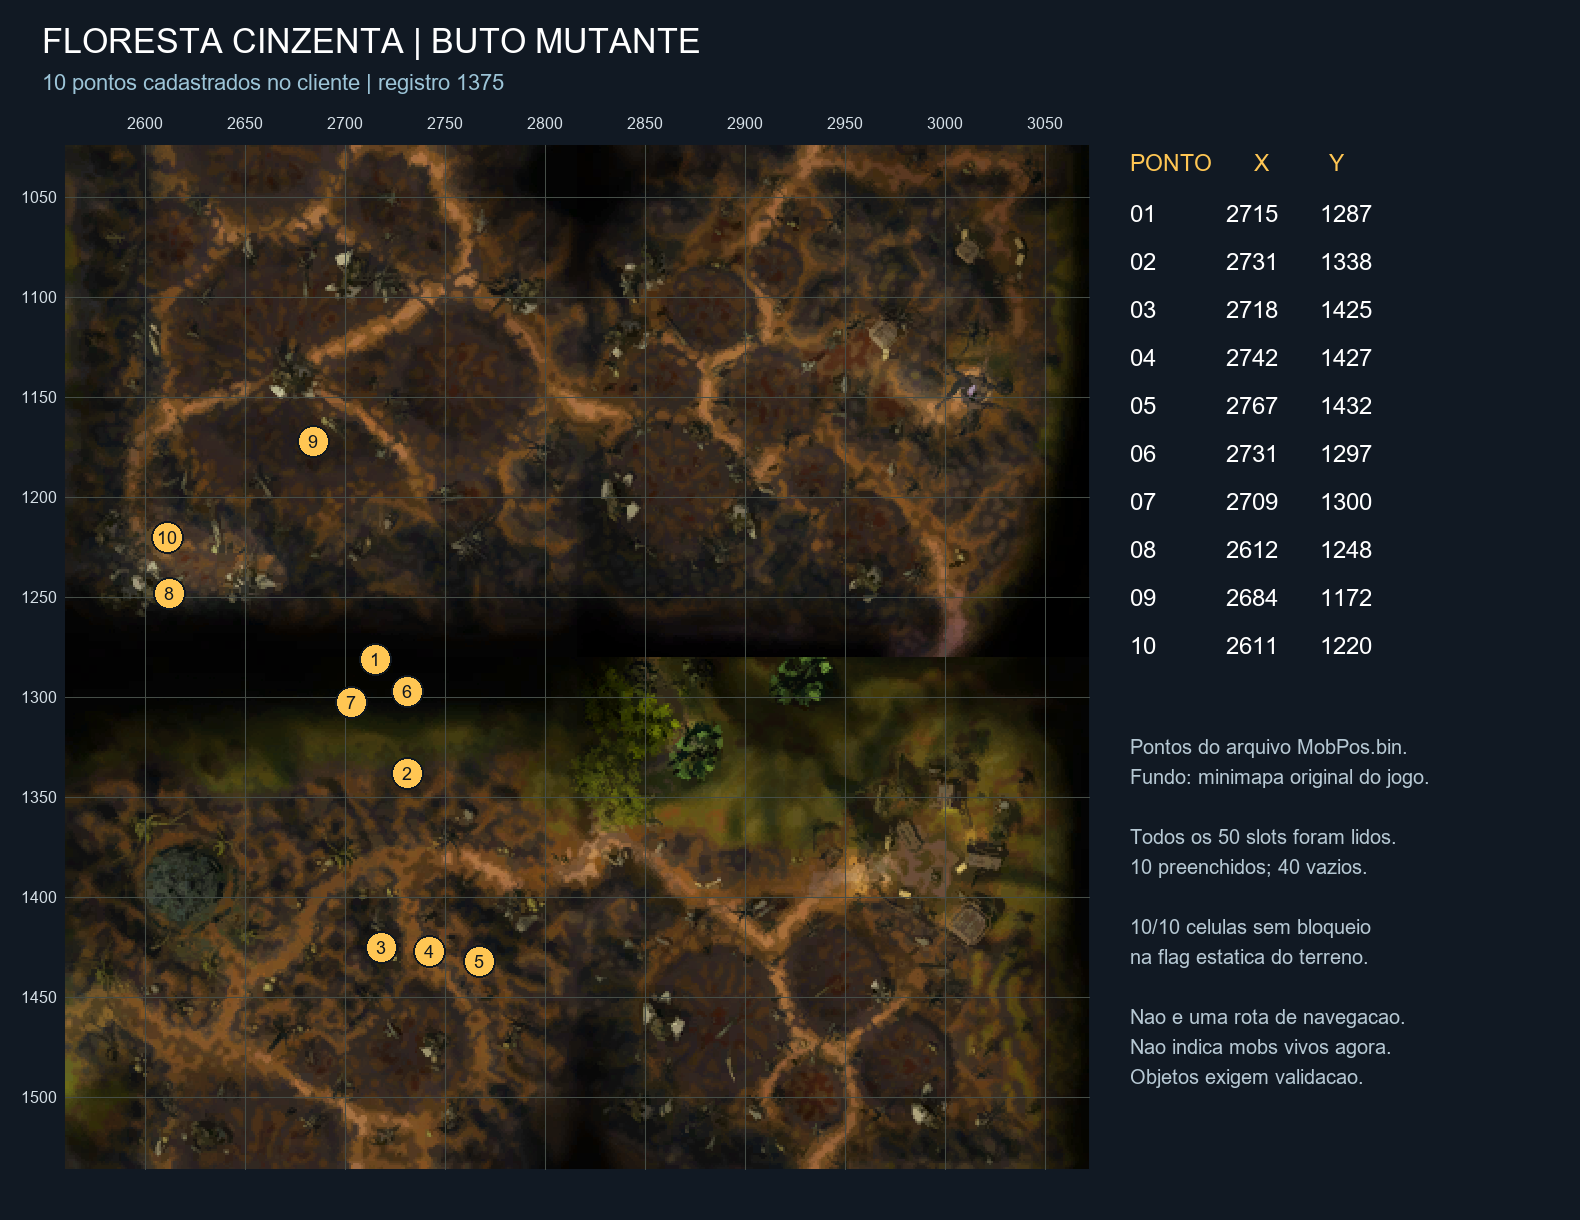 FLORESTA CINZENTA | BUTO MUTANTE
10 pontos cadastrados no cliente | registro 1375
2600 2650 2700 2750 2800 2850 2900 2950 3000 3050
1050
1100
1150
1200
1250
1300
1350
1400
1450
1500
9
10
8
1
6
7
2
3
4
5
PONTO X Y
01 2715 1287
02 2731 1338
03 2718 1425
04 2742 1427
05 2767 1432
06 2731 1297
07 2709 1300
08 2612 1248
09 2684 1172
10 2611 1220
Pontos do arquivo MobPos.bin.
Fundo: minimapa original do jogo.
Todos os 50 slots foram lidos.
10 preenchidos; 40 vazios.
10/10 celulas sem bloqueio
na flag estatica do terreno.
Nao e uma rota de navegacao.
Nao indica mobs vivos agora.
Objetos exigem validacao.